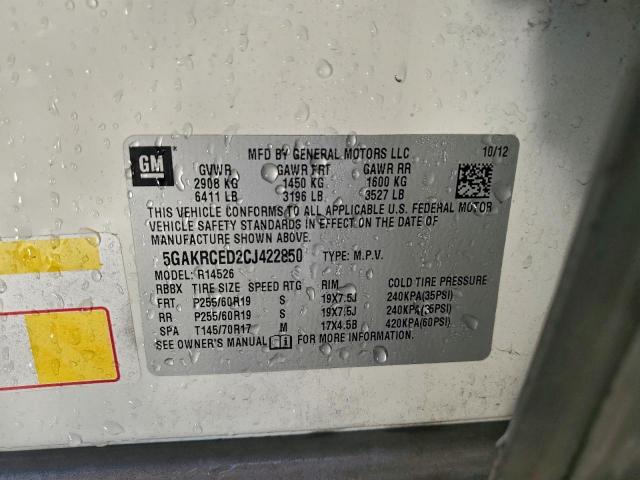 GM
MFD BY GENERAL MOTORS LLC 10/12
GVWR GAWR FRT GAWR RR
2908 KG 1450 KG 1600 KG
6411 LB 3196 LB 3527 LB
THIS VEHICLE CONFORMS TO ALL APPLICABLE U.S. FEDERAL MOTOR
VEHICLE SAFETY STANDARDS IN EFFECT ON THE DATE OF
MANUFACTURE SHOWN ABOVE.
5GAKRCED2CJ422850 TYPE: M.P.V.
MODEL: R14526
RBBX TIRE SIZE SPEED RTG RIM COLD TIRE PRESSURE
FRT P255/60R19 S 19X7.5J 240KPA(35PSI)
RR P255/60R19 S 19X7.5J 240KPA(35PSI)
SPA T145/70R17 M 17X4.5B 420KPA(60PSI)
SEE OWNER'S MANUAL FOR MORE INFORMATION.